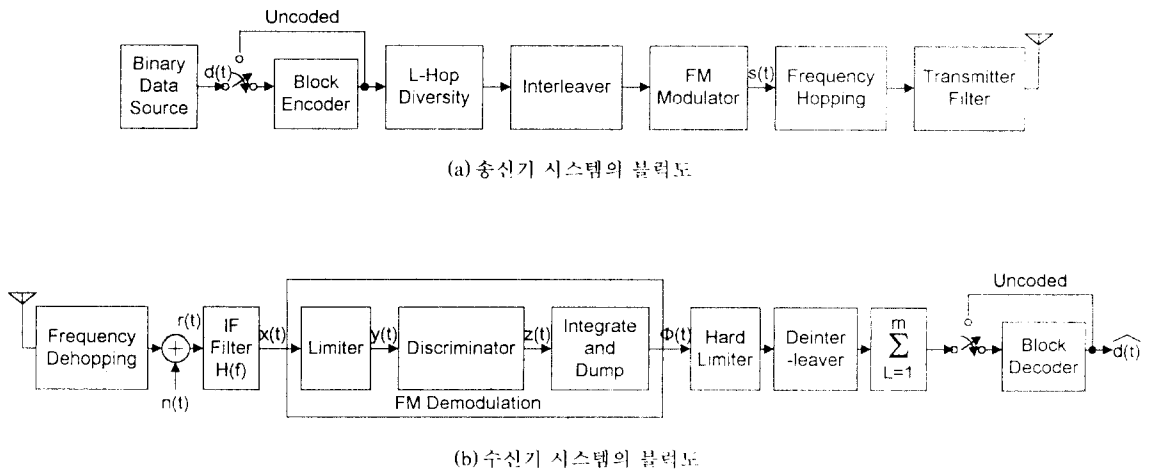 Uncoded
Binary
Data
Source
d(t)
Block
Encoder
L-Hop
Diversity
Interleaver
FM
Modulator
s(t)
Frequency
Hopping
Transmitter
Filter
(a) 송신기 시스템의 블럭도
Frequency
Dehopping
r(t)
n(t)
IF
Filter
H(f)
x(t)
Limiter
y(t)
Discriminator
z(t)
Integrate
and
Dump
FM Demodulation
Φ(t)
Hard
Limiter
Deinter
-leaver
m
Σ
L=1
Uncoded
Block
Decoder
d(t)
(b) 수신기 시스템의 블럭도